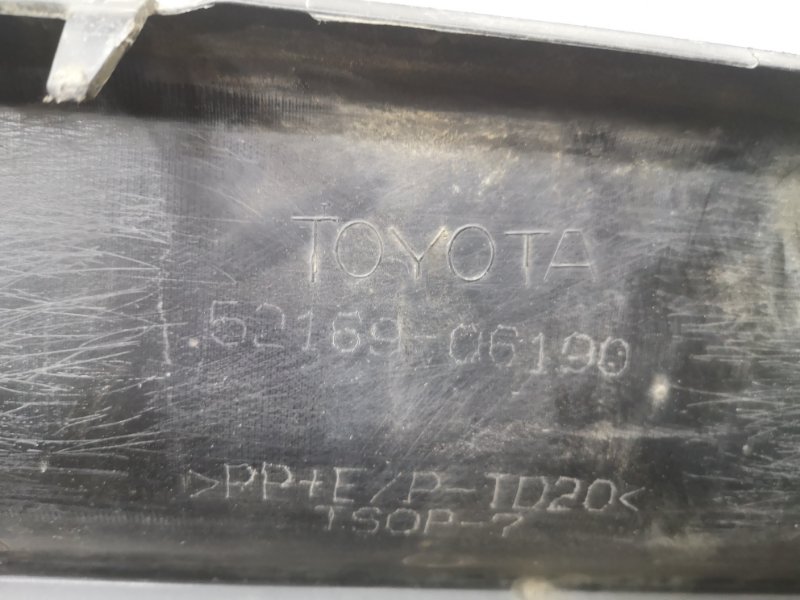 TOYOTA
52169-06190
>PP+E/P-TD20<
TSOP-7